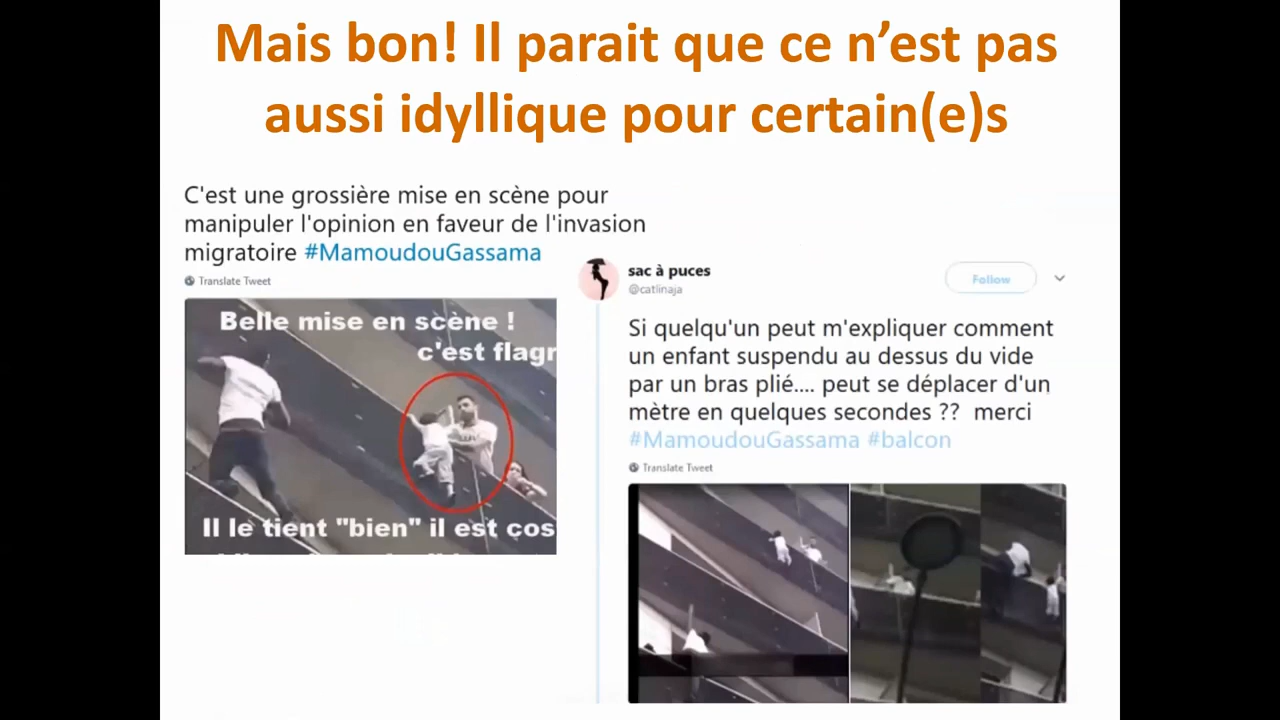 Mais bon! Il parait que ce n’est pas
aussi idyllique pour certain(e)s
C'est une grossière mise en scène pour
manipuler l'opinion en faveur de l'invasion
migratoire #MamoudouGassama
Translate Tweet
Belle mise en scène !
c'est flagr
Il le tient "bien" il est cos
sac à puces
@catlinaja
Follow
Si quelqu'un peut m'expliquer comment
un enfant suspendu au dessus du vide
par un bras plié.... peut se déplacer d'un
mètre en quelques secondes ?? merci
#MamoudouGassama #balcon
Translate Tweet